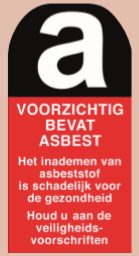 a
VOORZICHTIG
BEVAT
ASBEST
Het inademen van
asbeststof
is schadelijk voor
de gezondheid
Houd u aan de
veiligheids-
voorschriften